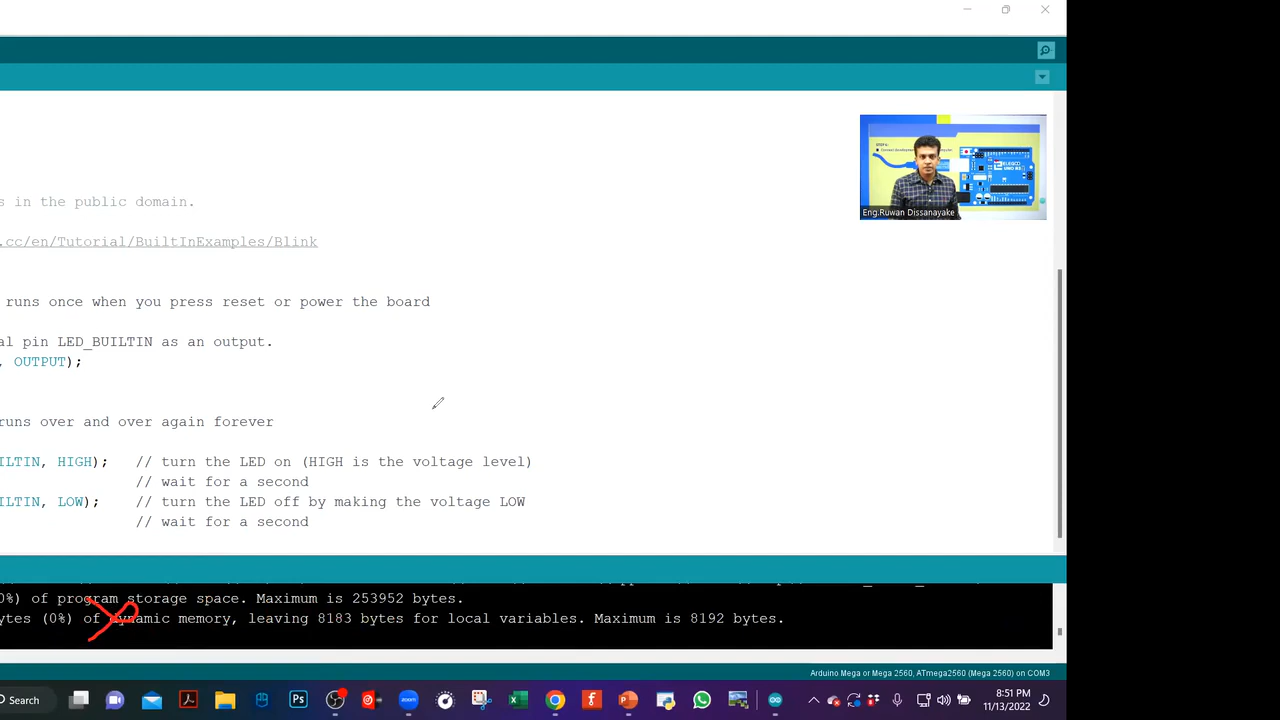 s in the public domain.
.cc/en/Tutorial/BuiltInExamples/Blink
runs once when you press reset or power the board
al pin LED_BUILTIN as an output.
, OUTPUT);
runs over and over again forever
ILTIN, HIGH);   // turn the LED on (HIGH is the voltage level)
// wait for a second
ILTIN, LOW);    // turn the LED off by making the voltage LOW
// wait for a second
0%) of program storage space. Maximum is 253952 bytes.
ytes (0%) of dynamic memory, leaving 8183 bytes for local variables. Maximum is 8192 bytes.
Arduino Mega or Mega 2560, ATmega2560 (Mega 2560) on COM3
Eng.Ruwan Dissanayake
Search
8:51 PM
11/13/2022